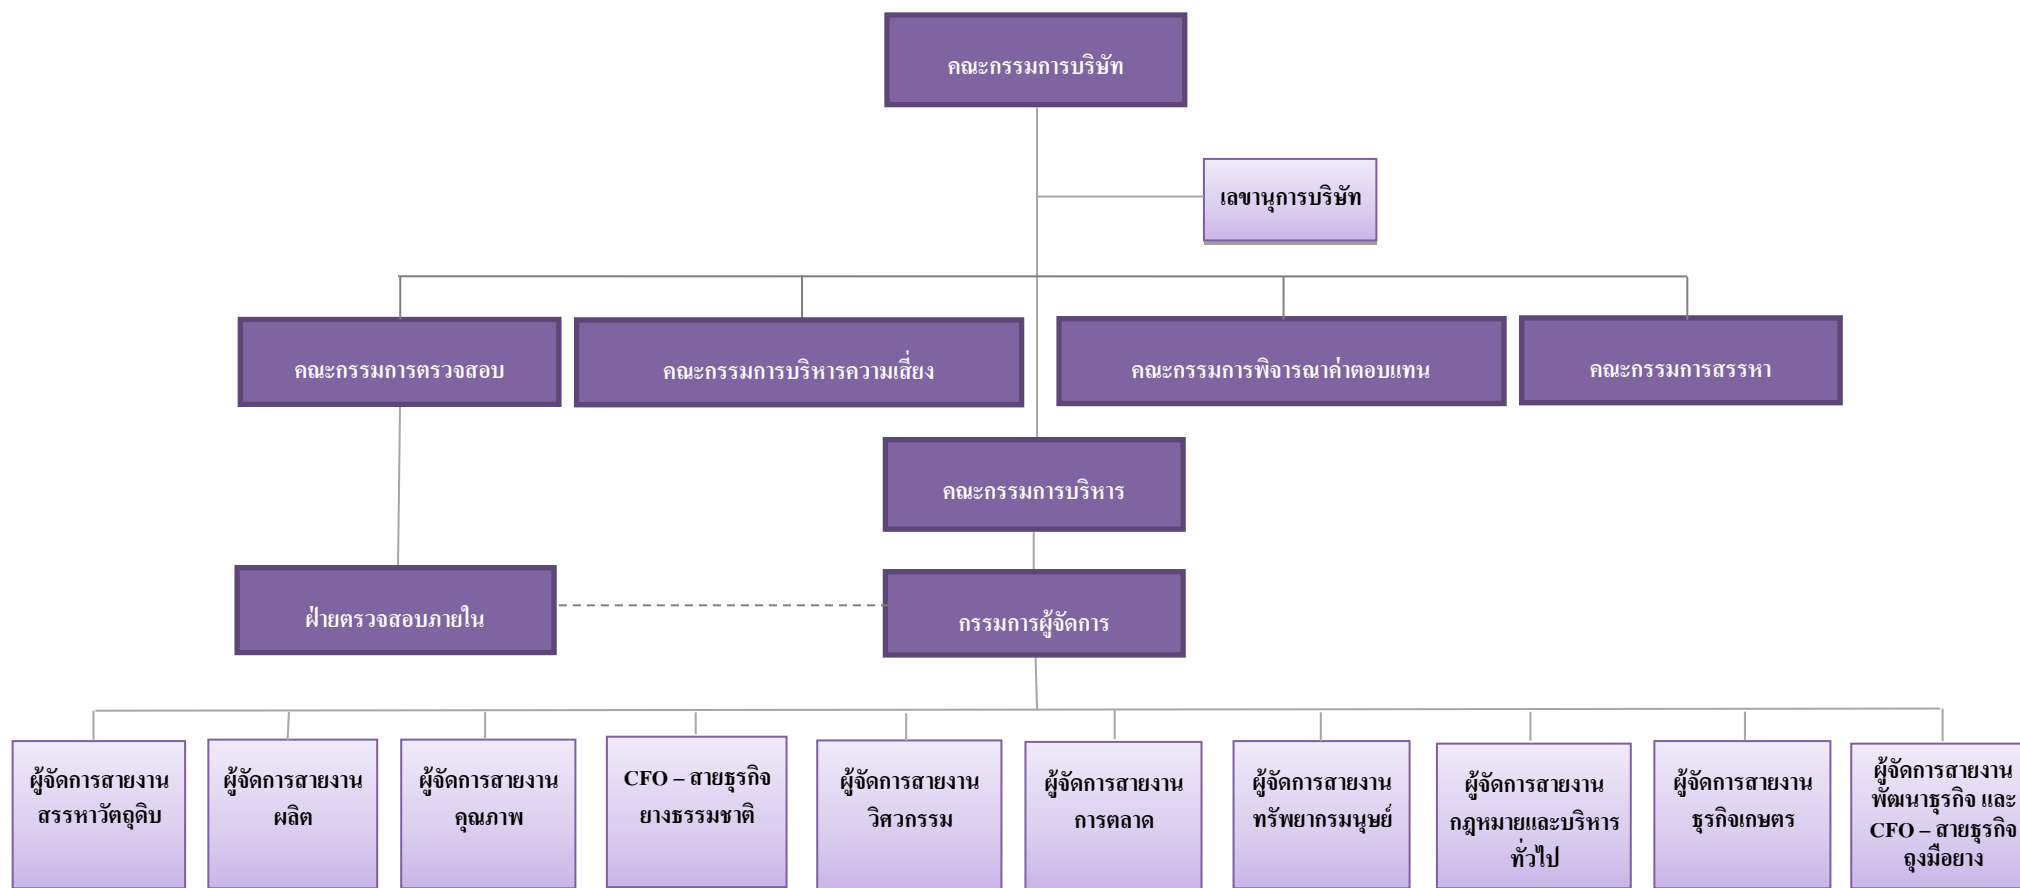 คณะกรรมการบริษัท
เลขานุการบริษัท
คณะกรรมการตรวจสอบ
คณะกรรมการบริหารความเสี่ยง
คณะกรรมการพิจารณาค่าตอบแทน
คณะกรรมการสรรหา
คณะกรรมการบริหาร
ฝ่ายตรวจสอบภายใน
กรรมการผู้จัดการ
ผู้จัดการสายงาน
สรรหาวัตถุดิบ
ผู้จัดการสายงาน
ผลิต
ผู้จัดการสายงาน
คุณภาพ
CFO – สายธุรกิจ
ยางธรรมชาติ
ผู้จัดการสายงาน
วิศวกรรม
ผู้จัดการสายงาน
การตลาด
ผู้จัดการสายงาน
ทรัพยากรมนุษย์
ผู้จัดการสายงาน
กฎหมายและบริหาร
ทั่วไป
ผู้จัดการสายงาน
ธุรกิจเกษตร
ผู้จัดการสายงาน
พัฒนาธุรกิจ และ
CFO – สายธุรกิจ
ถุงมือยาง